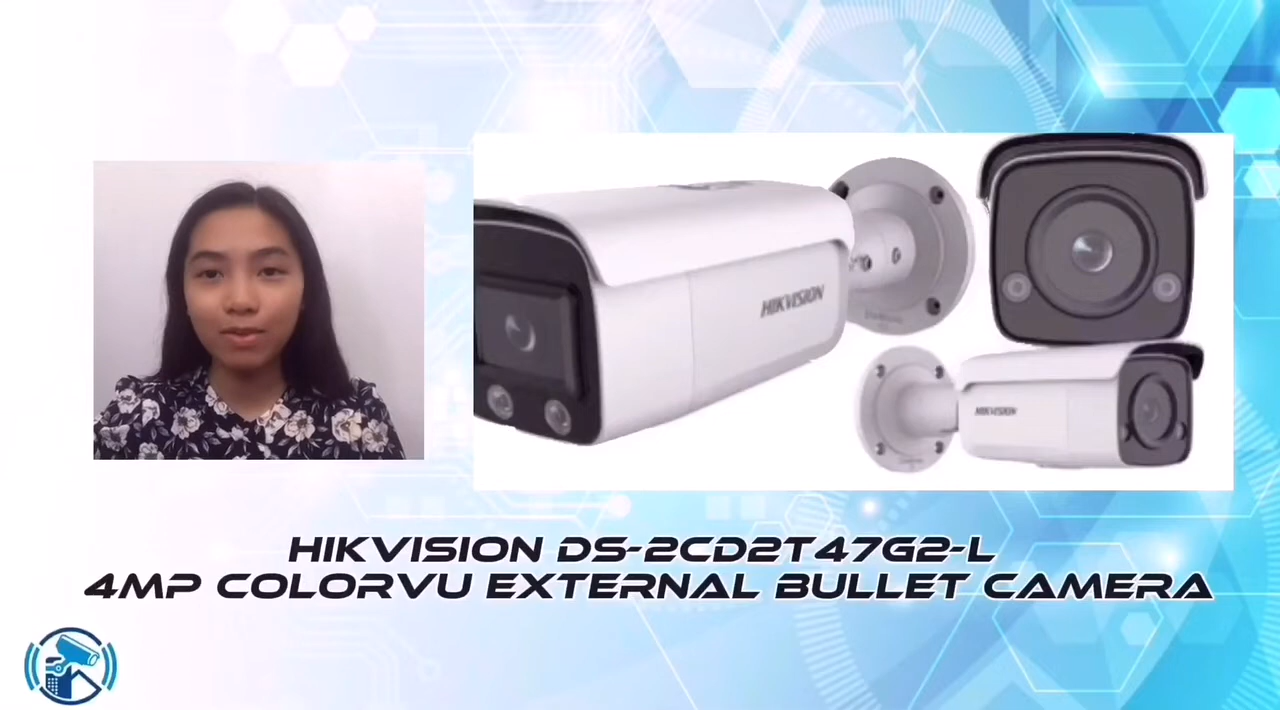 HIKVISION
HIKVISION
HIKVISION DS-2CD2T47G2-L
4MP COLORVU EXTERNAL BULLET CAMERA